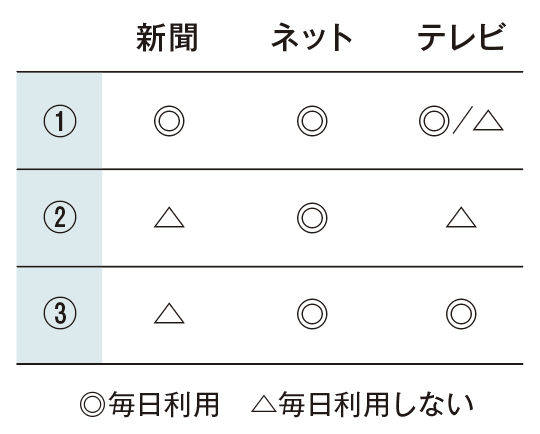 新聞 ネット テレビ
① ◎ ◎ ◎/△
② △ ◎ △
③ △ ◎ ◎
◎毎日利用 △毎日利用しない